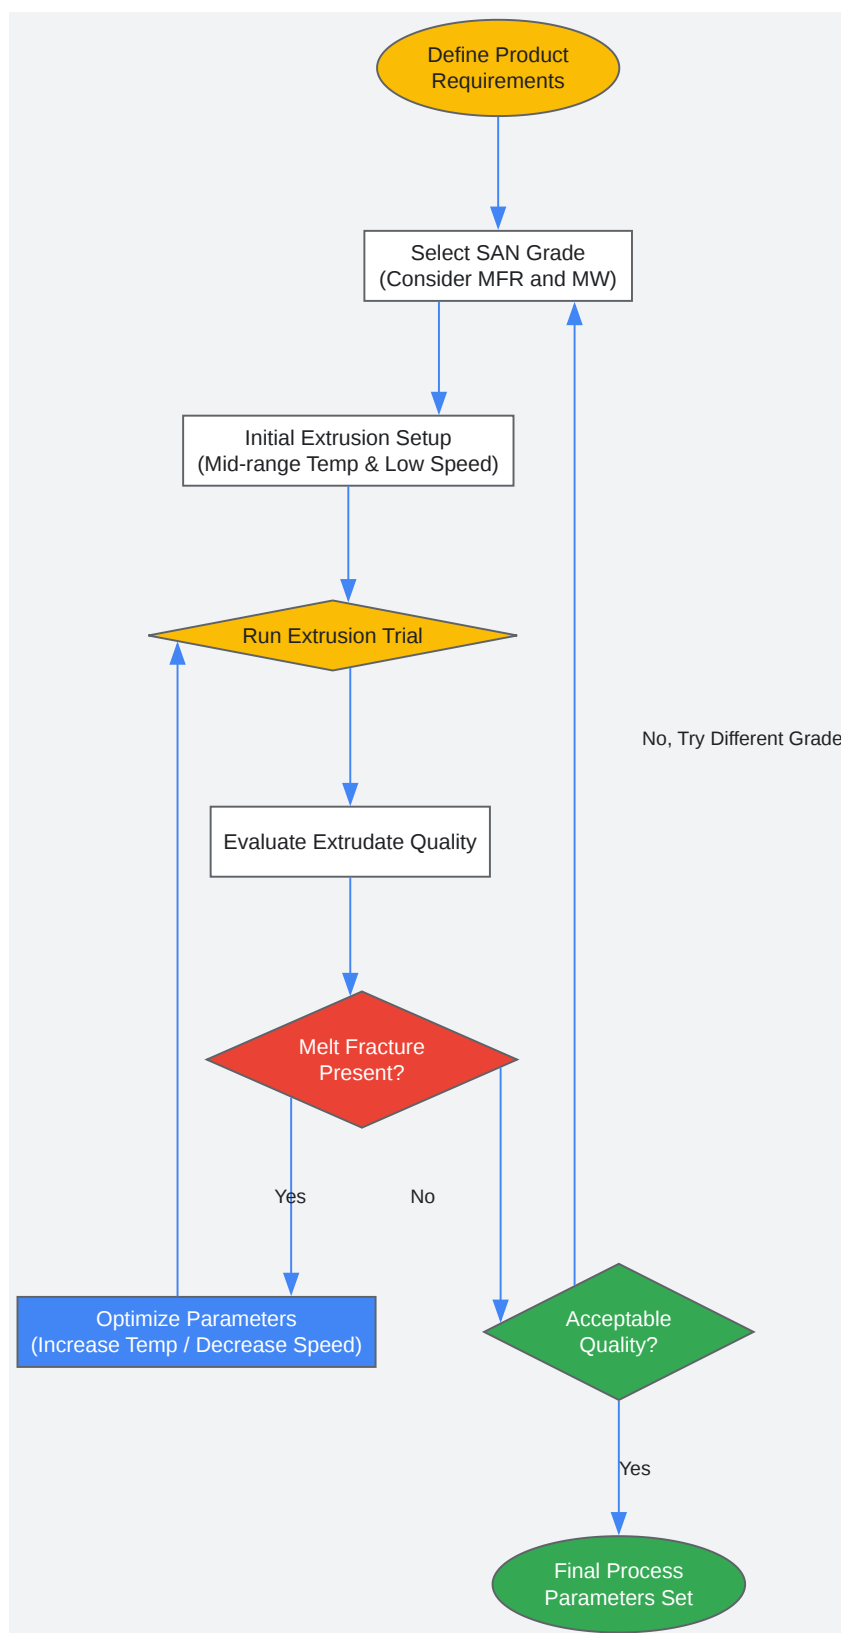 Define Product
Requirements
Select SAN Grade
(Consider MFR and MW)
Initial Extrusion Setup
(Mid-range Temp & Low Speed)
Run Extrusion Trial
No, Try Different Grade
Evaluate Extrudate Quality
Melt Fracture
Present?
Yes
No
Optimize Parameters
(Increase Temp / Decrease Speed)
Acceptable
Quality?
Yes
Final Process
Parameters Set